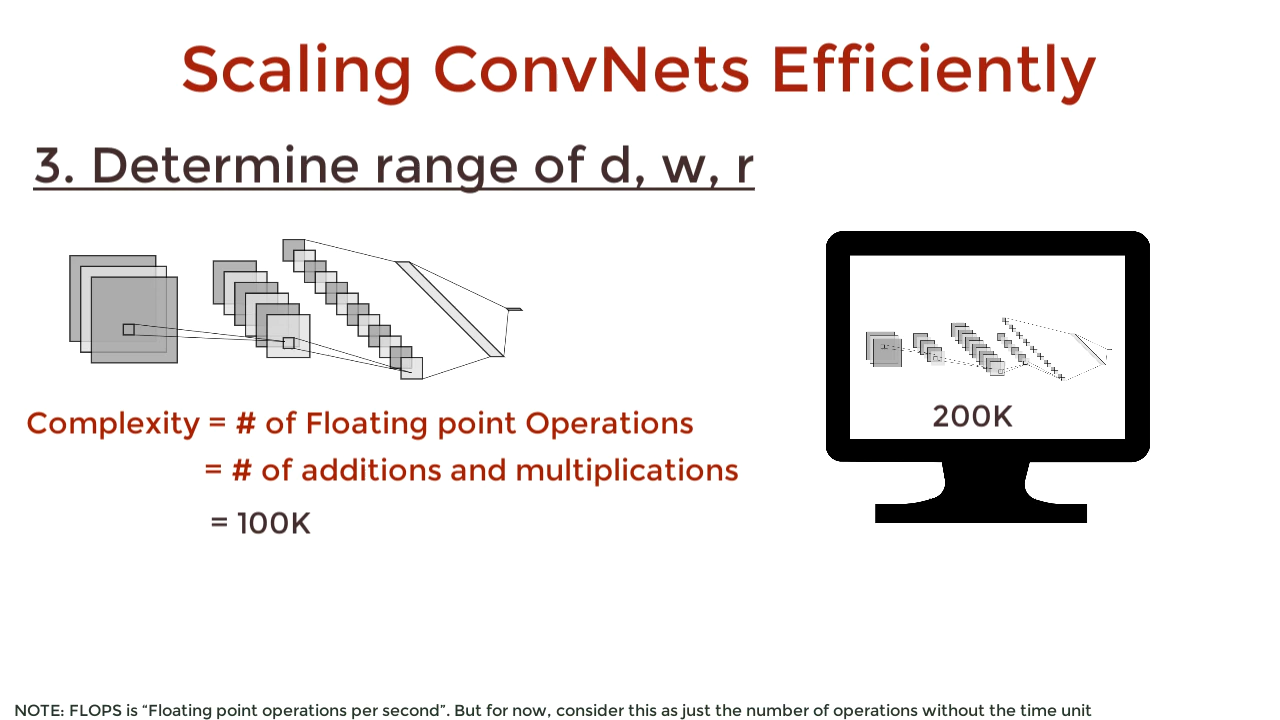 Scaling ConvNets Efficiently
3. Determine range of d, w, r
Complexity = # of Floating point Operations
= # of additions and multiplications
= 100K
200K
NOTE: FLOPS is “Floating point operations per second”. But for now, consider this as just the number of operations without the time unit